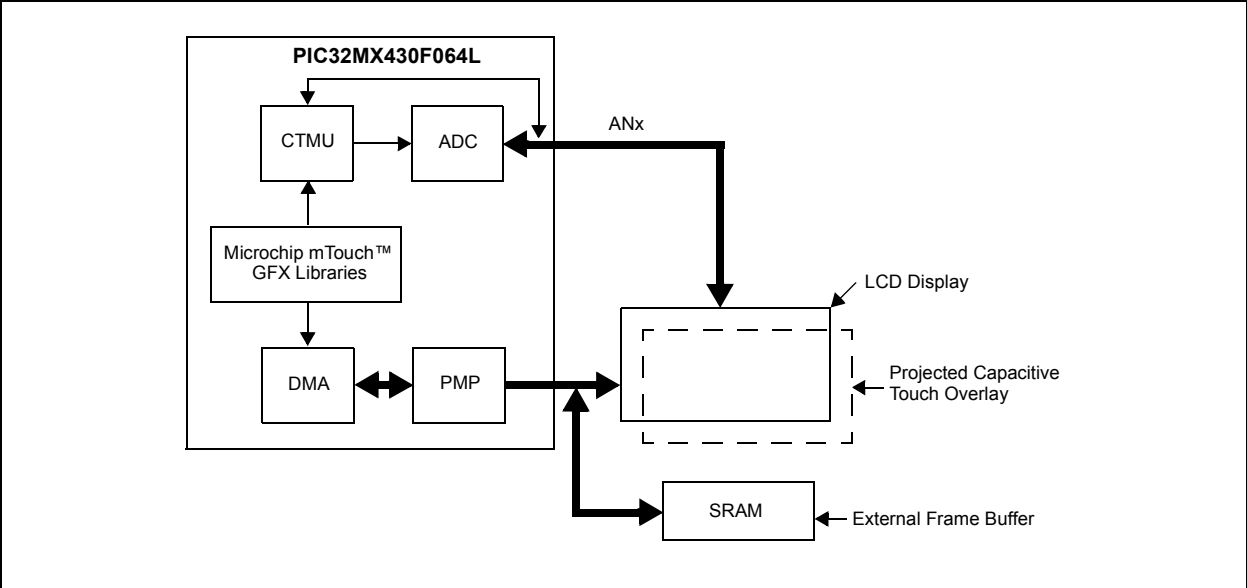 PIC32MX430F064L
CTMU
ADC
ANx
Microchip mTouch™
GFX Libraries
LCD Display
DMA
PMP
Projected Capacitive
Touch Overlay
SRAM
External Frame Buffer